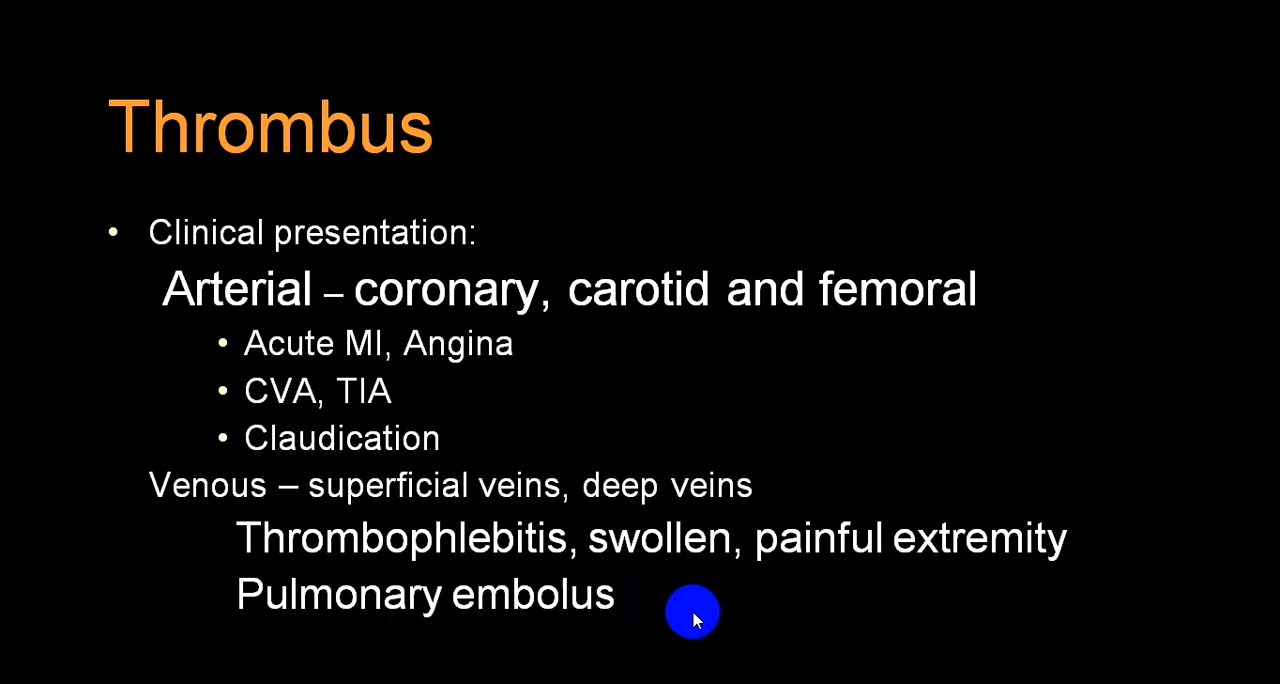 Thrombus
• Clinical presentation:
Arterial – coronary, carotid and femoral
• Acute MI, Angina
• CVA, TIA
• Claudication
Venous – superficial veins, deep veins
Thrombophlebitis, swollen, painful extremity
Pulmonary embolus